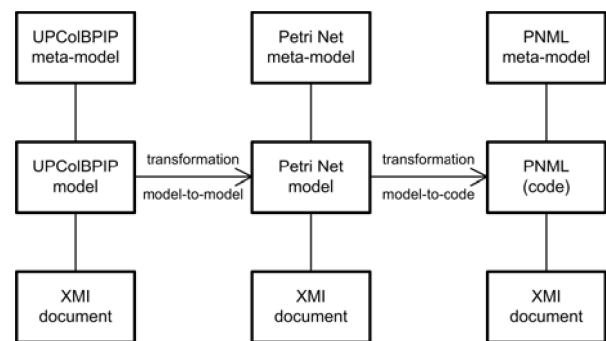 UPColBPIP
meta-model
Petri Net
meta-model
PNML
meta-model
UPColBPIP
model
transformation
model-to-model
Petri Net
model
transformation
model-to-code
PNML
(code)
XMI
document
XMI
document
XMI
document